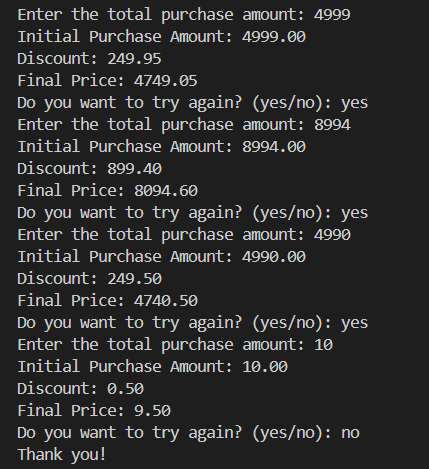 Enter the total purchase amount: 4999
Initial Purchase Amount: 4999.00
Discount: 249.95
Final Price: 4749.05
Do you want to try again? (yes/no): yes
Enter the total purchase amount: 8994
Initial Purchase Amount: 8994.00
Discount: 899.40
Final Price: 8094.60
Do you want to try again? (yes/no): yes
Enter the total purchase amount: 4990
Initial Purchase Amount: 4990.00
Discount: 249.50
Final Price: 4740.50
Do you want to try again? (yes/no): yes
Enter the total purchase amount: 10
Initial Purchase Amount: 10.00
Discount: 0.50
Final Price: 9.50
Do you want to try again? (yes/no): no
Thank you!